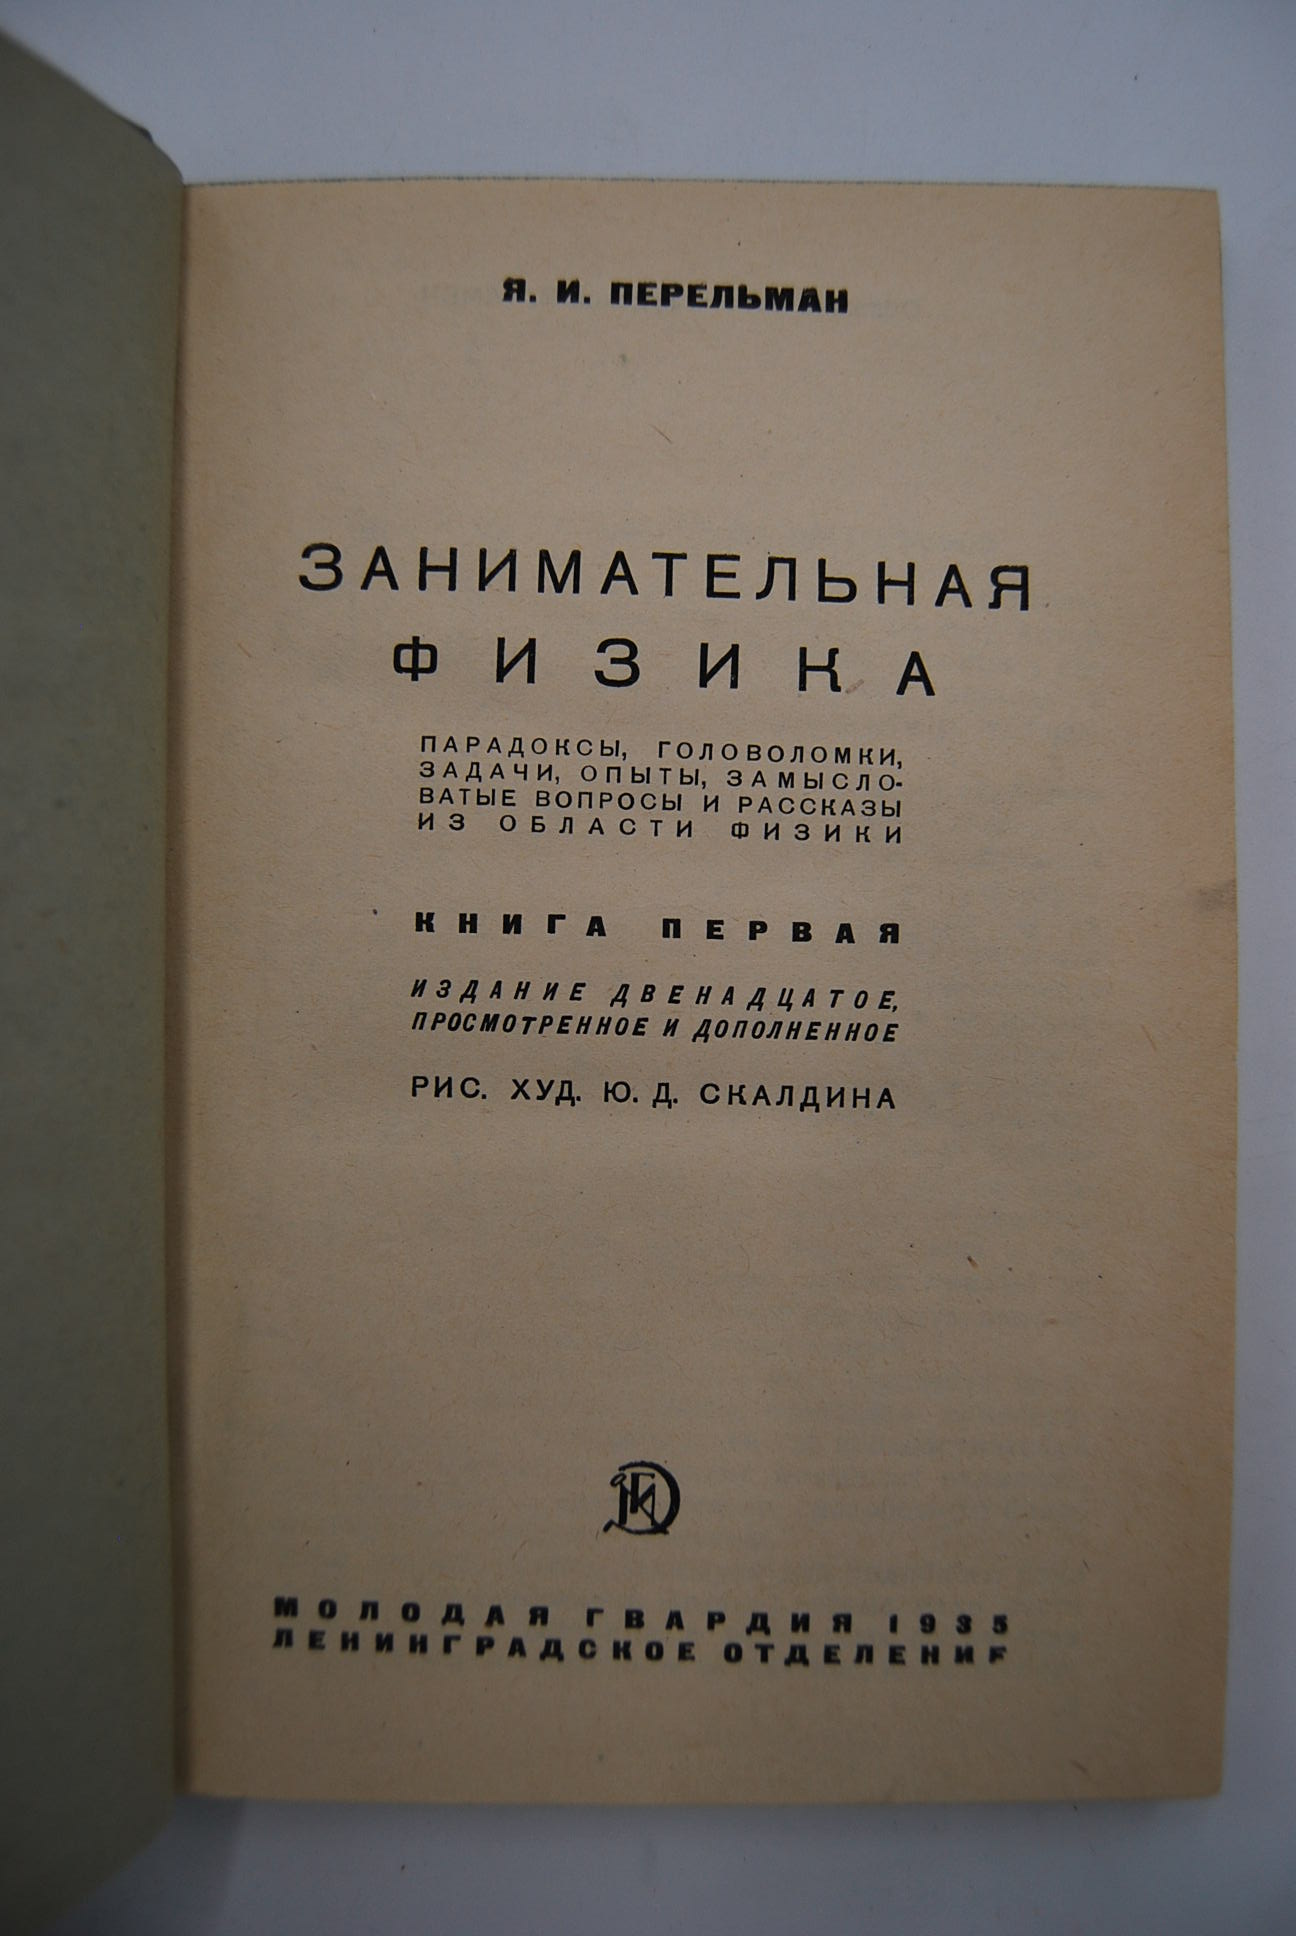 Я. И. ПЕРЕЛЬМАН
ЗАНИМАТЕЛЬНАЯ
ФИЗИКА
ПАРАДОКСЫ, ГОЛОВОЛОМКИ,
ЗАДАЧИ, ОПЫТЫ, ЗАМЫСЛО-
ВАТЫЕ ВОПРОСЫ И РАССКАЗЫ
ИЗ ОБЛАСТИ ФИЗИКИ
КНИГА ПЕРВАЯ
ИЗДАНИЕ ДВЕНАДЦАТОЕ,
ПРОСМОТРЕННОЕ И ДОПОЛНЕННОЕ
РИС. ХУД. Ю. Д. СКАЛДИНА
МОЛОДАЯ ГВАРДИЯ 1935
ЛЕНИНГРАДСКОЕ ОТДЕЛЕНИЕ